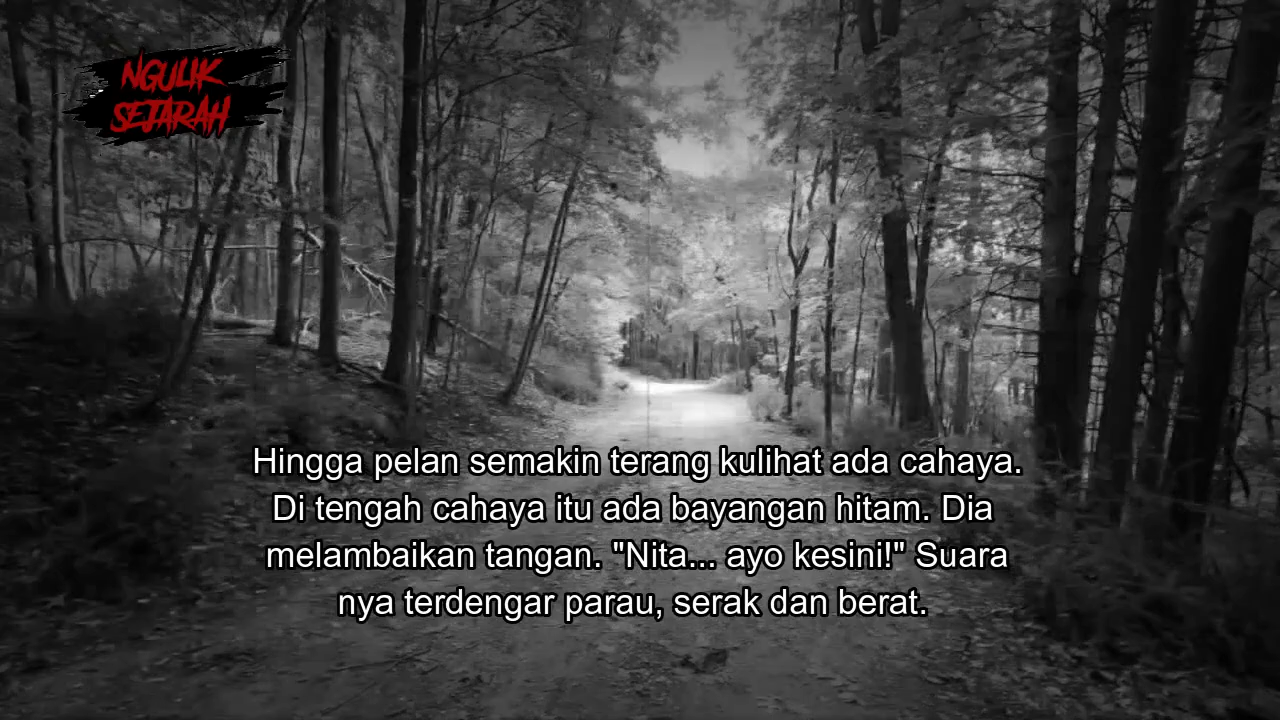 NGULIK
SEJARAH
Hingga pelan semakin terang kulihat ada cahaya.
Di tengah cahaya itu ada bayangan hitam. Dia
melambaikan tangan. "Nita... ayo kesini!" Suara
nya terdengar parau, serak dan berat.